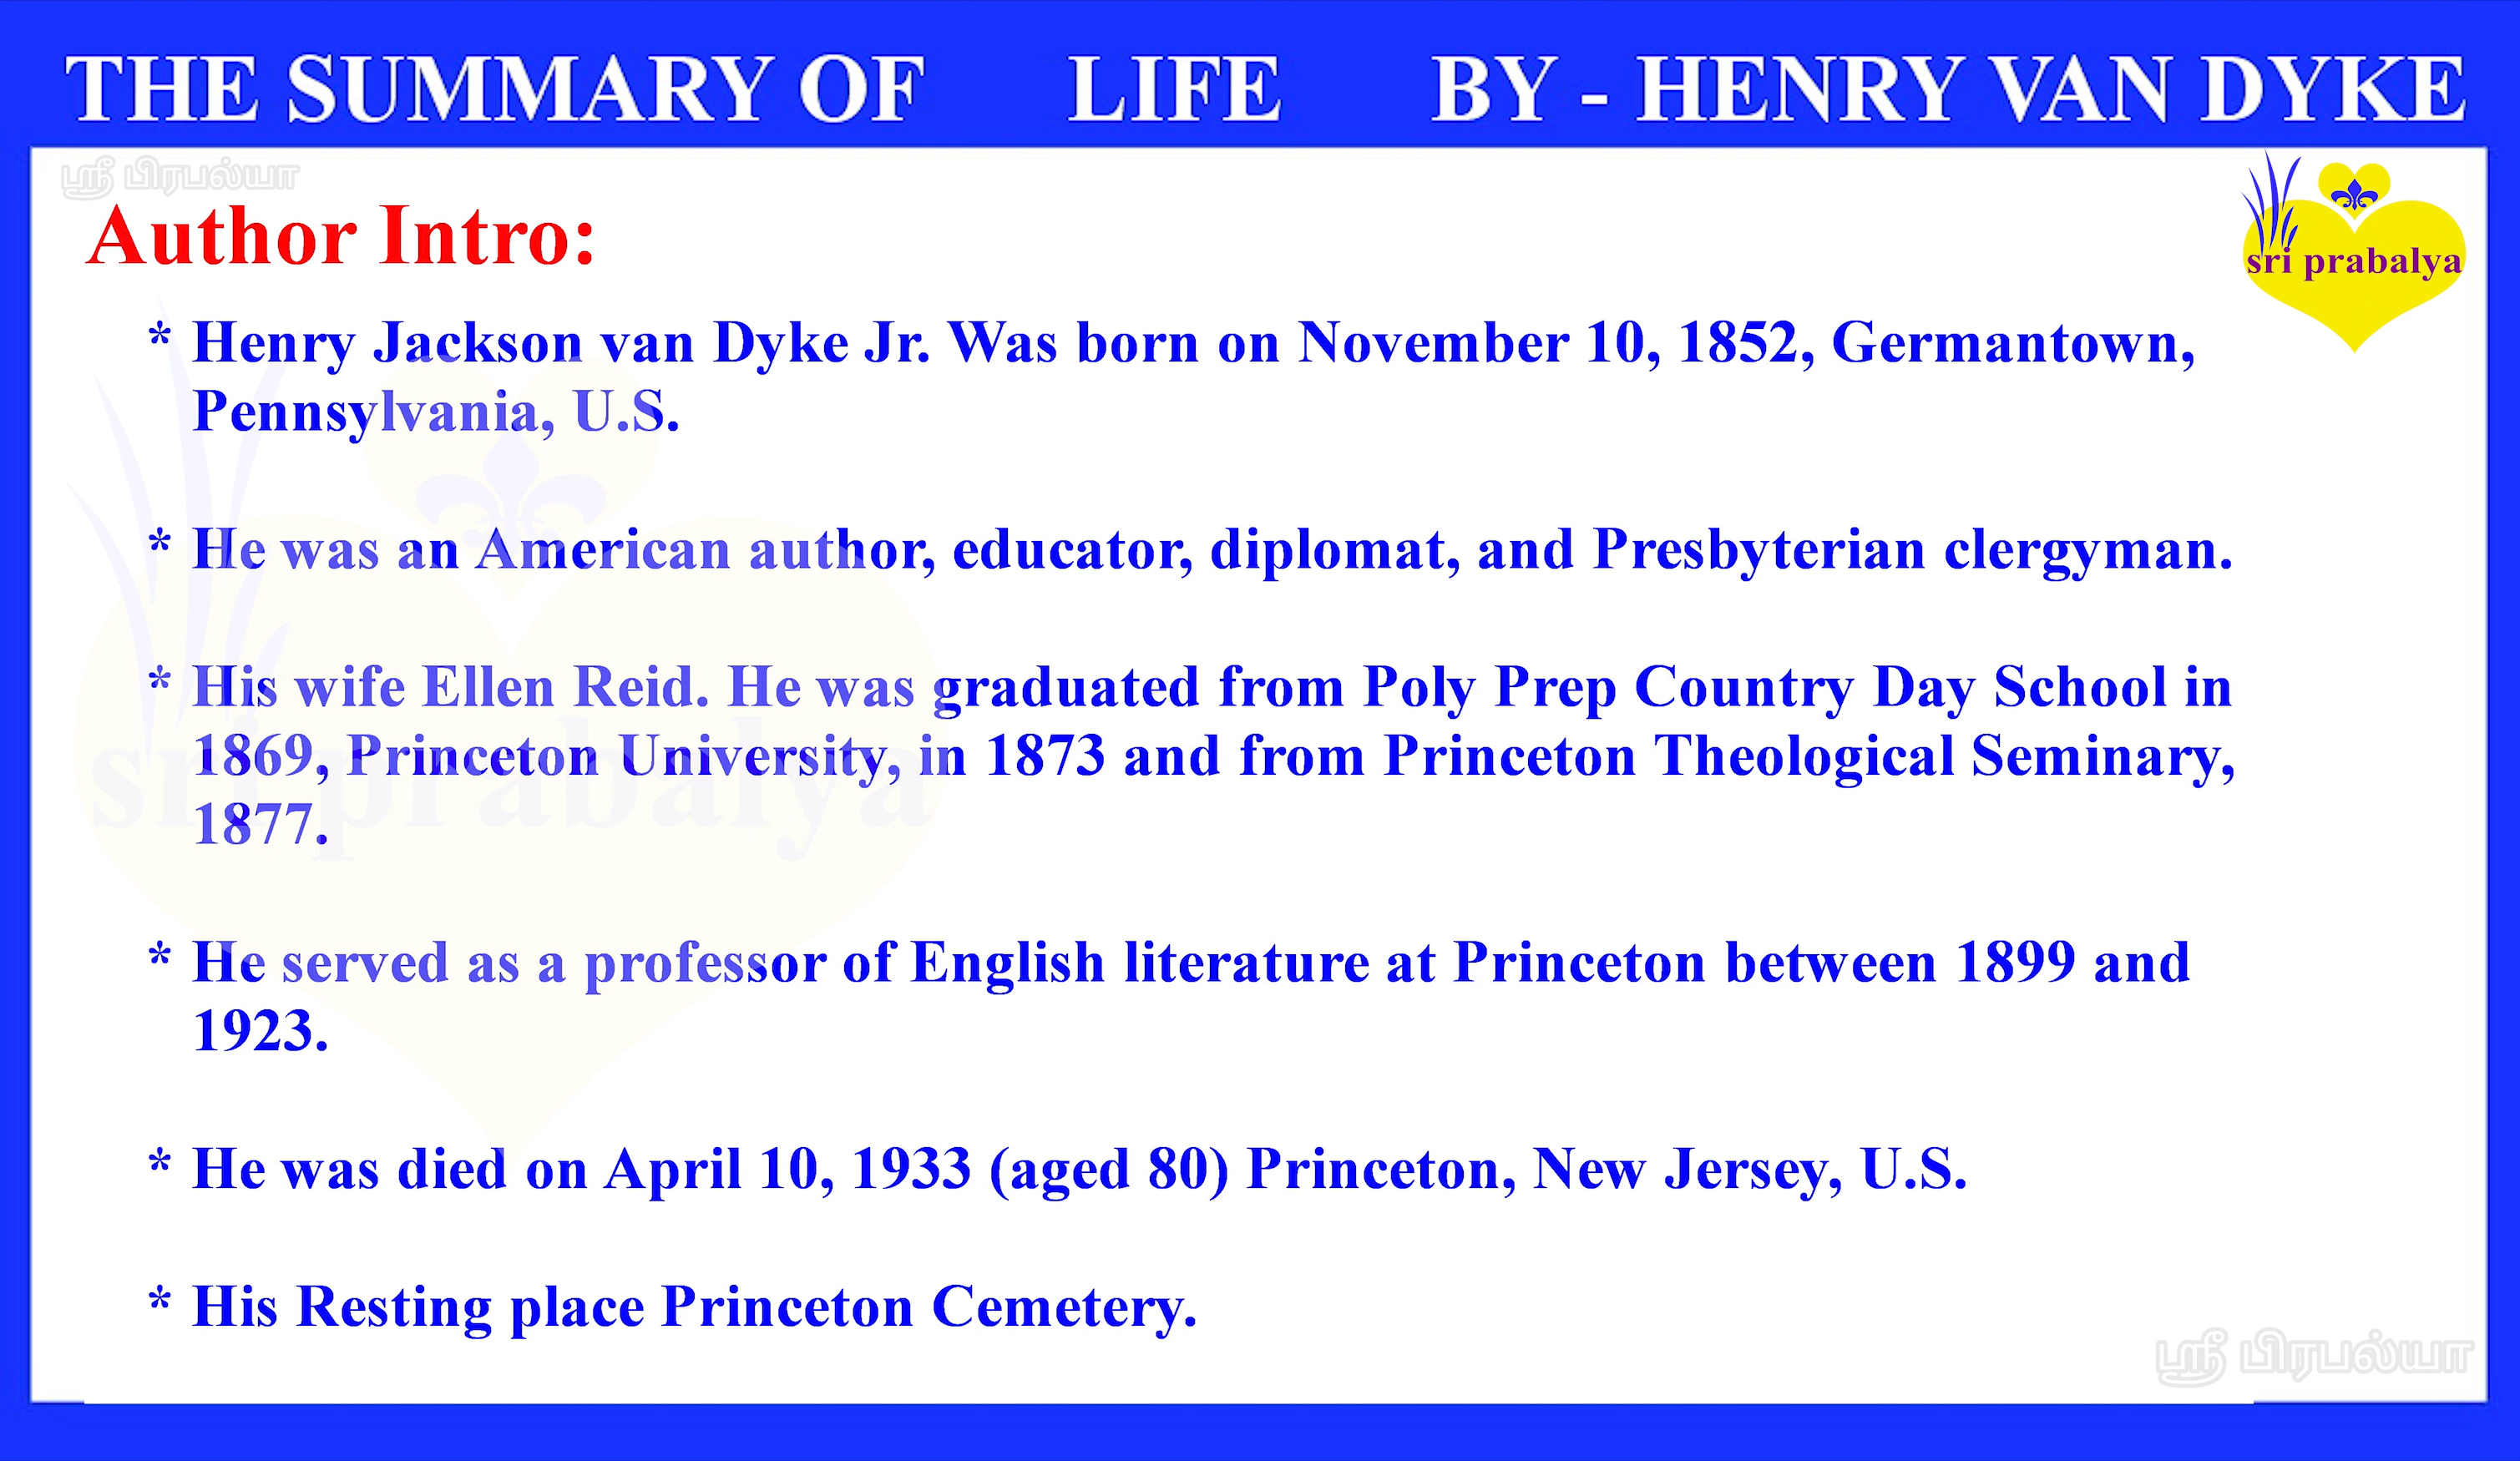 THE SUMMARY OF LIFE BY - HENRY VAN DYKE
ஸ்ரீ பிரபல்யா
sri prabalya
Author Intro:
* Henry Jackson van Dyke Jr. Was born on November 10, 1852, Germantown,
Pennsylvania, U.S.
* He was an American author, educator, diplomat, and Presbyterian clergyman.
* His wife Ellen Reid. He was graduated from Poly Prep Country Day School in
1869, Princeton University, in 1873 and from Princeton Theological Seminary,
1877.
sri prabalya
* He served as a professor of English literature at Princeton between 1899 and
1923.
* He was died on April 10, 1933 (aged 80) Princeton, New Jersey, U.S.
* His Resting place Princeton Cemetery.
ஸ்ரீ பிரபல்யா